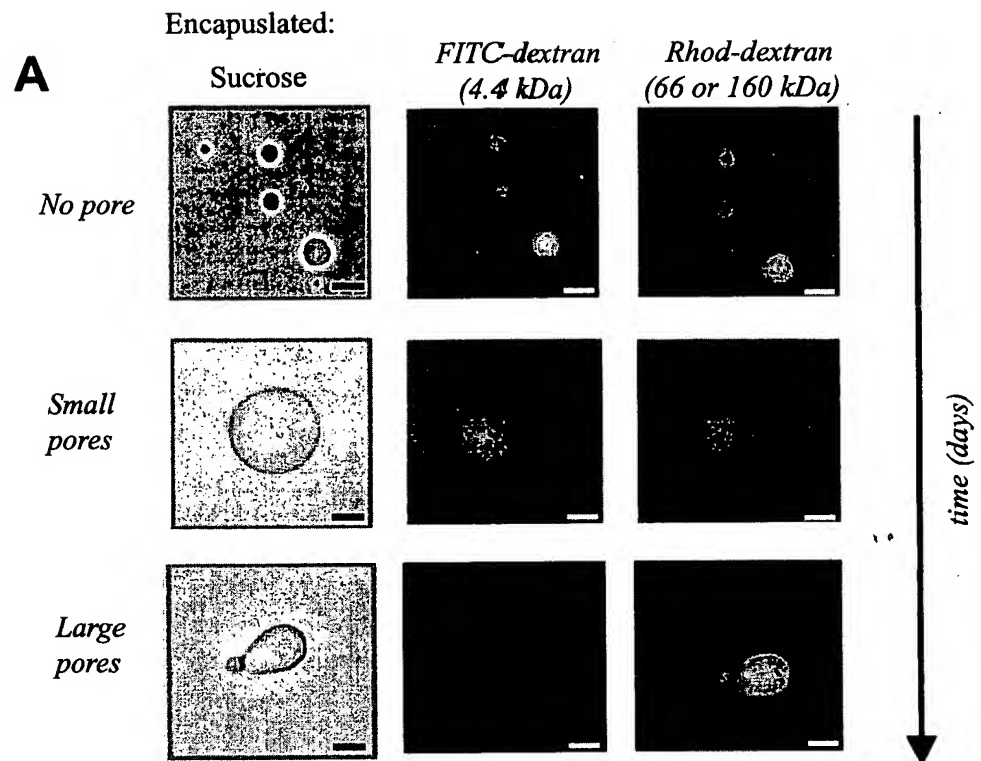 Encapuslated:
A
Sucrose
FITC-dextran
(4.4 kDa)
Rhod-dextran
(66 or 160 kDa)
No pore
Small
pores
Large
pores
time (days)